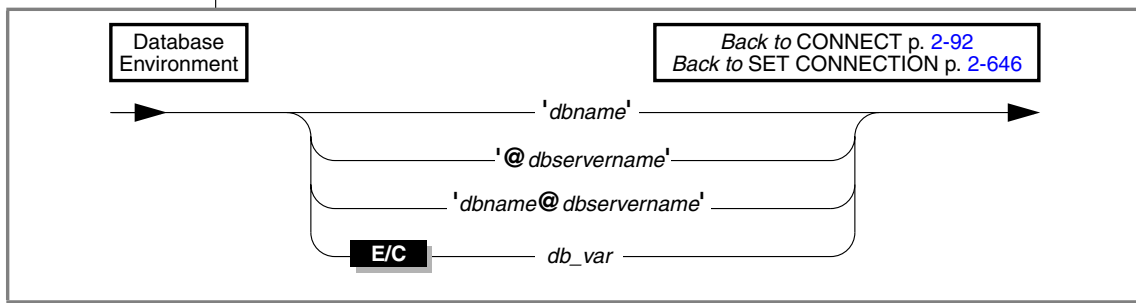 Database
Environment
Back to CONNECT p. 2-92
Back to SET CONNECTION p. 2-646
'dbname'
'@dbservername'
'dbname@dbservername'
E/C
db_var